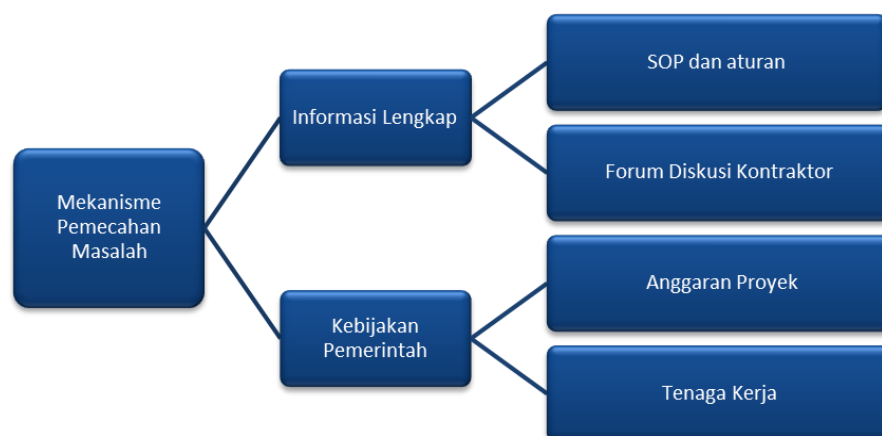 Mekanisme
Pemecahan
Masalah
Informasi Lengkap
SOP dan aturan
Forum Diskusi Kontraktor
Kebijakan
Pemerintah
Anggaran Proyek
Tenaga Kerja